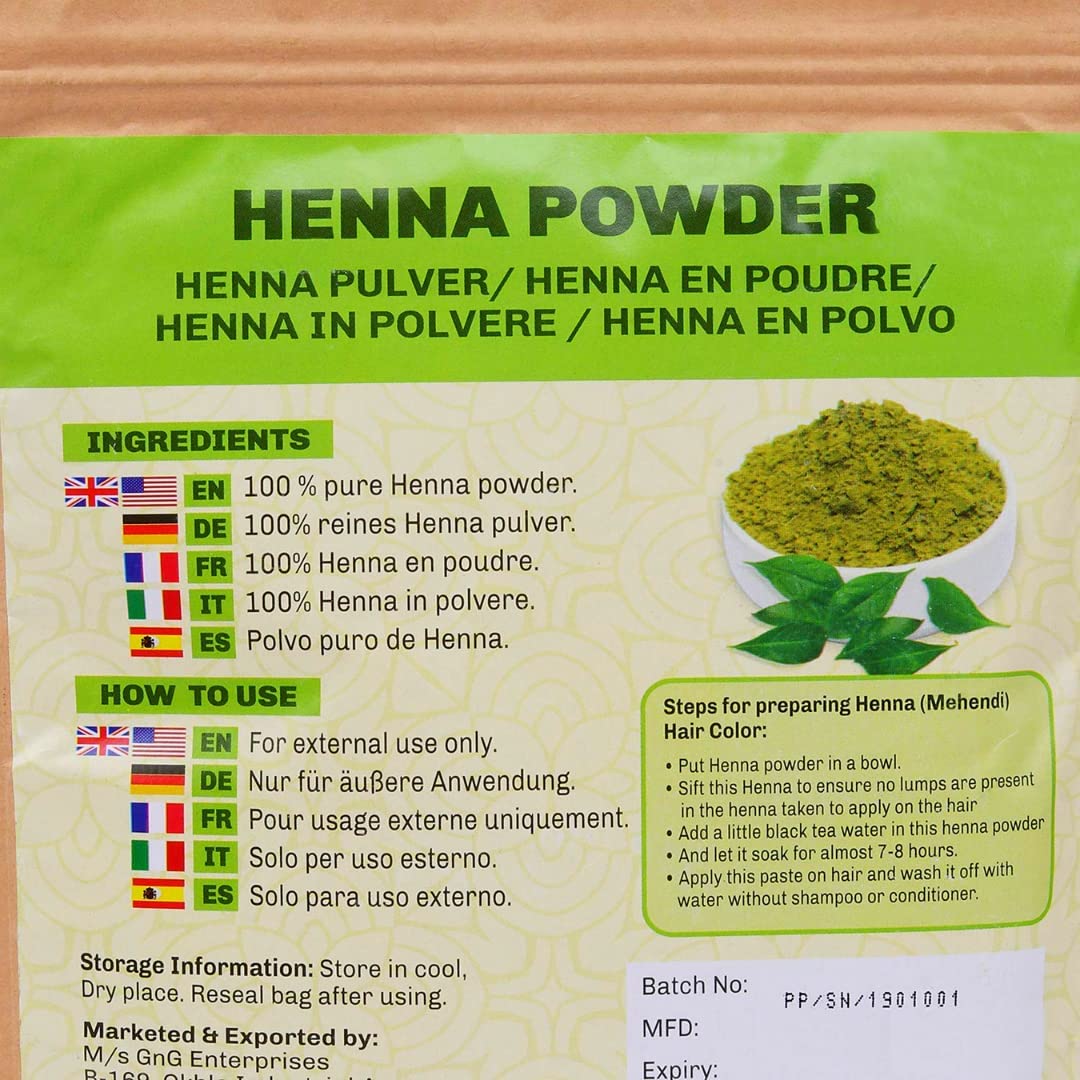 HENNA POWDER
HENNA PULVER/ HENNA EN POUDRE/
HENNA IN POLVERE / HENNA EN POLVO
INGREDIENTS
EN 100 % pure Henna powder.
DE 100% reines Henna pulver.
FR 100% Henna en poudre.
IT 100% Henna in polvere.
ES Polvo puro de Henna.
HOW TO USE
EN For external use only.
DE Nur für äußere Anwendung.
FR Pour usage externe uniquement.
IT Solo per uso esterno.
ES Solo para uso externo.
Steps for preparing Henna (Mehendi)
Hair Color:
• Put Henna powder in a bowl.
• Sift this Henna to ensure no lumps are present
in the henna taken to apply on the hair
• Add a little black tea water in this henna powder
• And let it soak for almost 7-8 hours.
• Apply this paste on hair and wash it off with
water without shampoo or conditioner.
Storage Information: Store in cool,
Dry place. Reseal bag after using.
Marketed & Exported by:
M/s GnG Enterprises
Batch No: PP/SN/1901001
MFD:
Expiry: